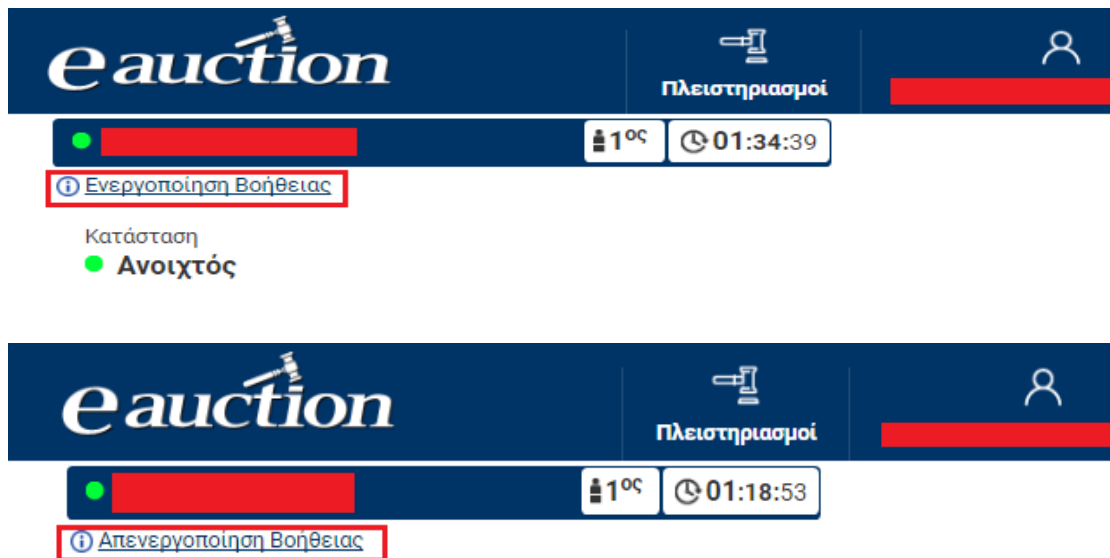 eauction
Πλειστηριασμοί
1ος 01:34:39
Ενεργοποίηση Βοήθειας
Κατάσταση
Ανοιχτός
eauction
Πλειστηριασμοί
1ος 01:18:53
Απενεργοποίηση Βοήθειας